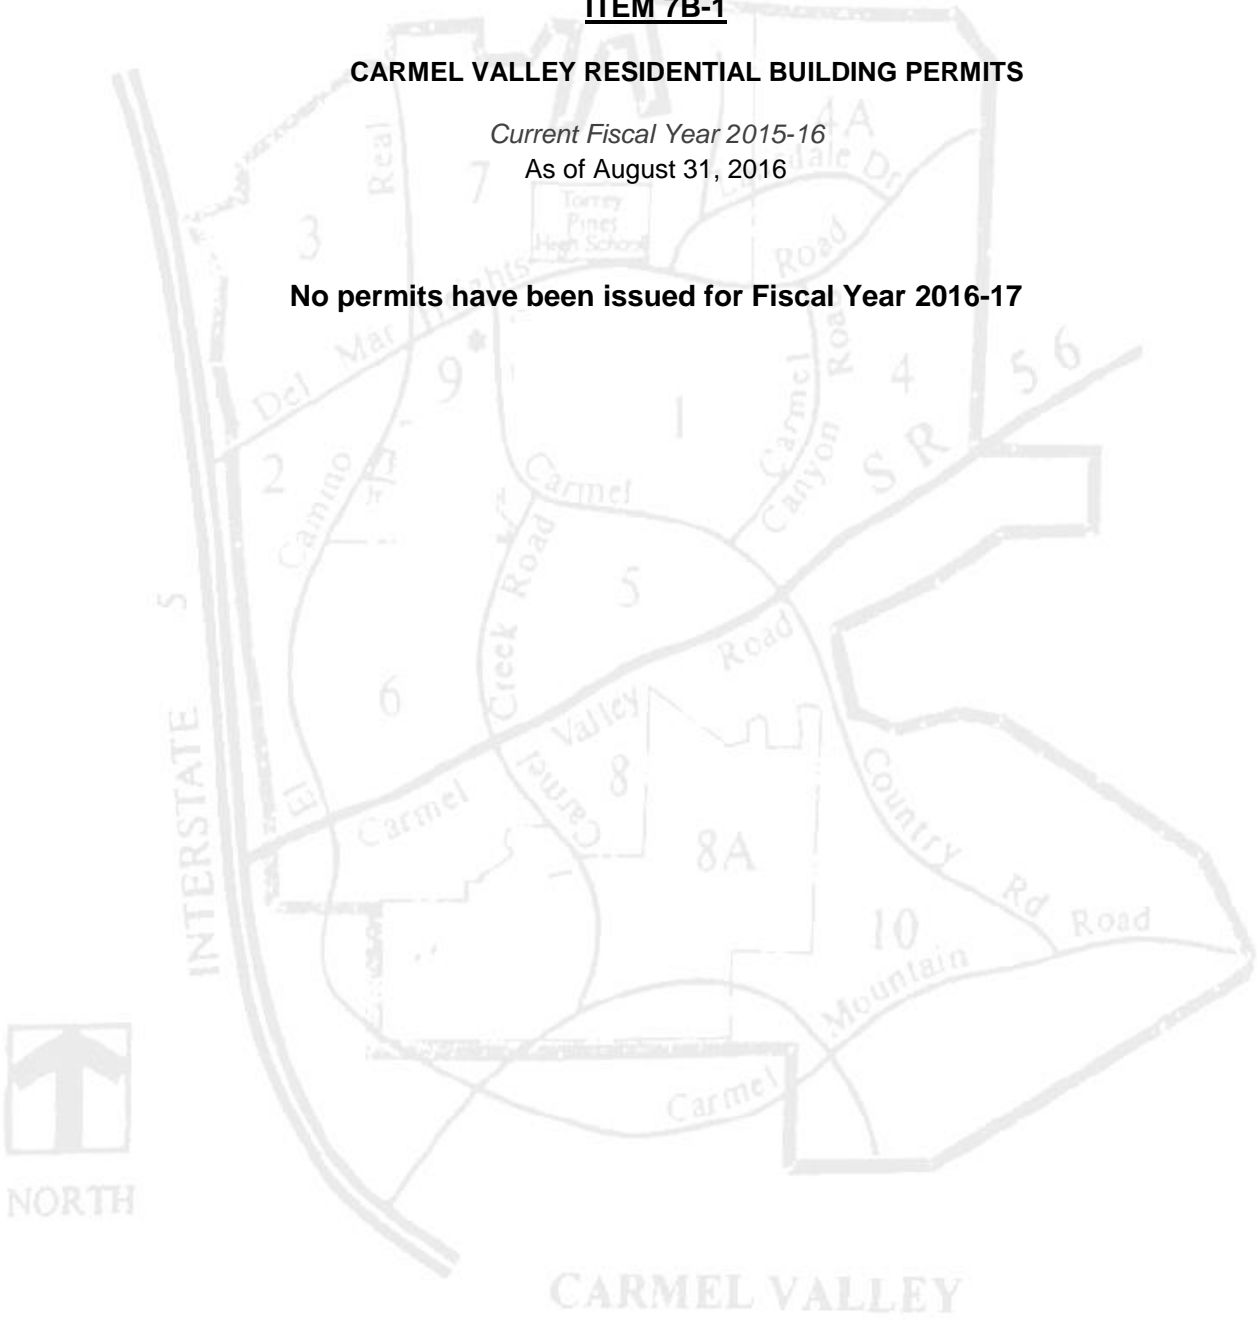 ITEM 7B-1
CARMEL VALLEY RESIDENTIAL BUILDING PERMITS
Current Fiscal Year 2015-16
As of August 31, 2016
No permits have been issued for Fiscal Year 2016-17
4A
Real
7
Dr
Torrey
Pines
High School
3
Road
Del Mar Heights
Road
9
*
4
56
1
Carmel
Canyon
SR
2
Camino
Carmel
Creek Road
5
5
Road
6
Valley
INTERSTATE
El
Carmel
Carmel
8
Country
8A
Rd
Road
10
Mountain
Carmel
NORTH
CARMEL VALLEY